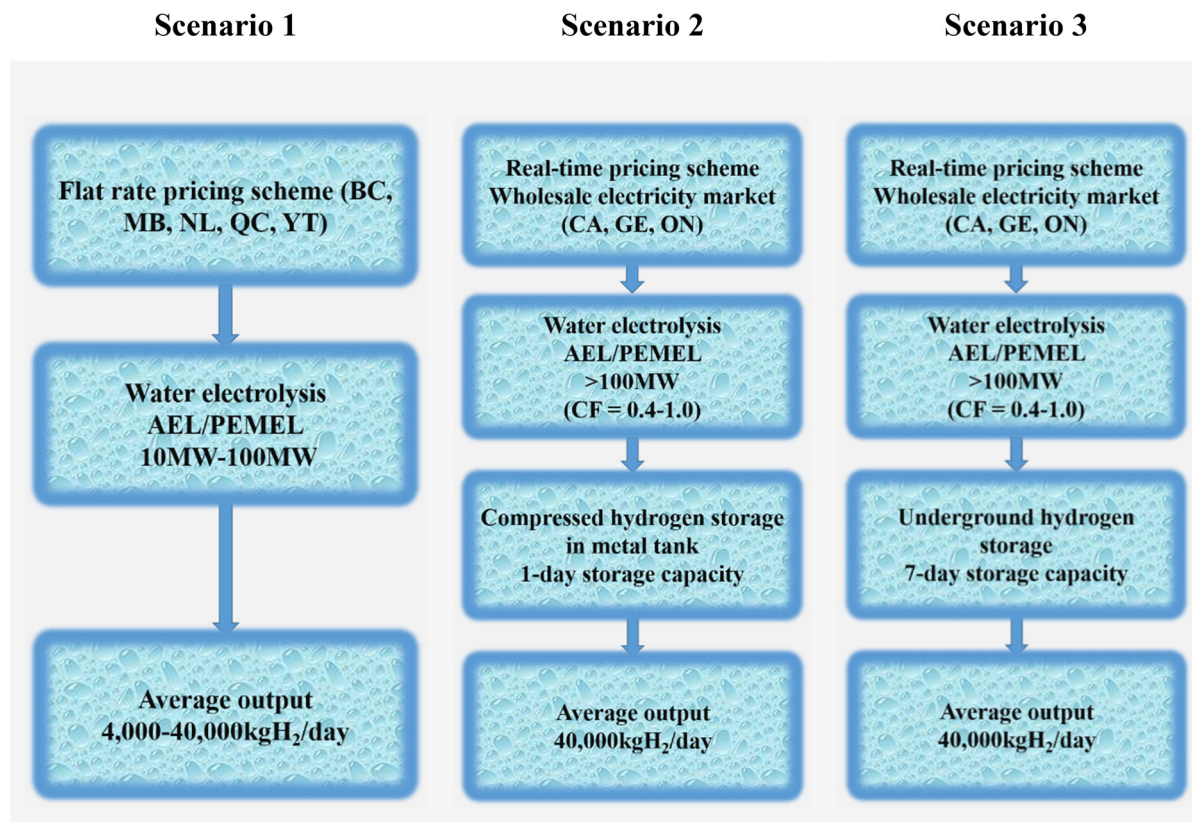 Scenario 1
Flat rate pricing scheme (BC,
MB, NL, QC, YT)
Water electrolysis
AEL/PEMEL
10MW-100MW
Average output
4,000-40,000kgH₂/day
Scenario 2
Real-time pricing scheme
Wholesale electricity market
(CA, GE, ON)
Water electrolysis
AEL/PEMEL
>100MW
(CF = 0.4-1.0)
Compressed hydrogen storage
in metal tank
1-day storage capacity
Average output
40,000kgH₂/day
Scenario 3
Real-time pricing scheme
Wholesale electricity market
(CA, GE, ON)
Water electrolysis
AEL/PEMEL
>100MW
(CF = 0.4-1.0)
Underground hydrogen
storage
7-day storage capacity
Average output
40,000kgH₂/day